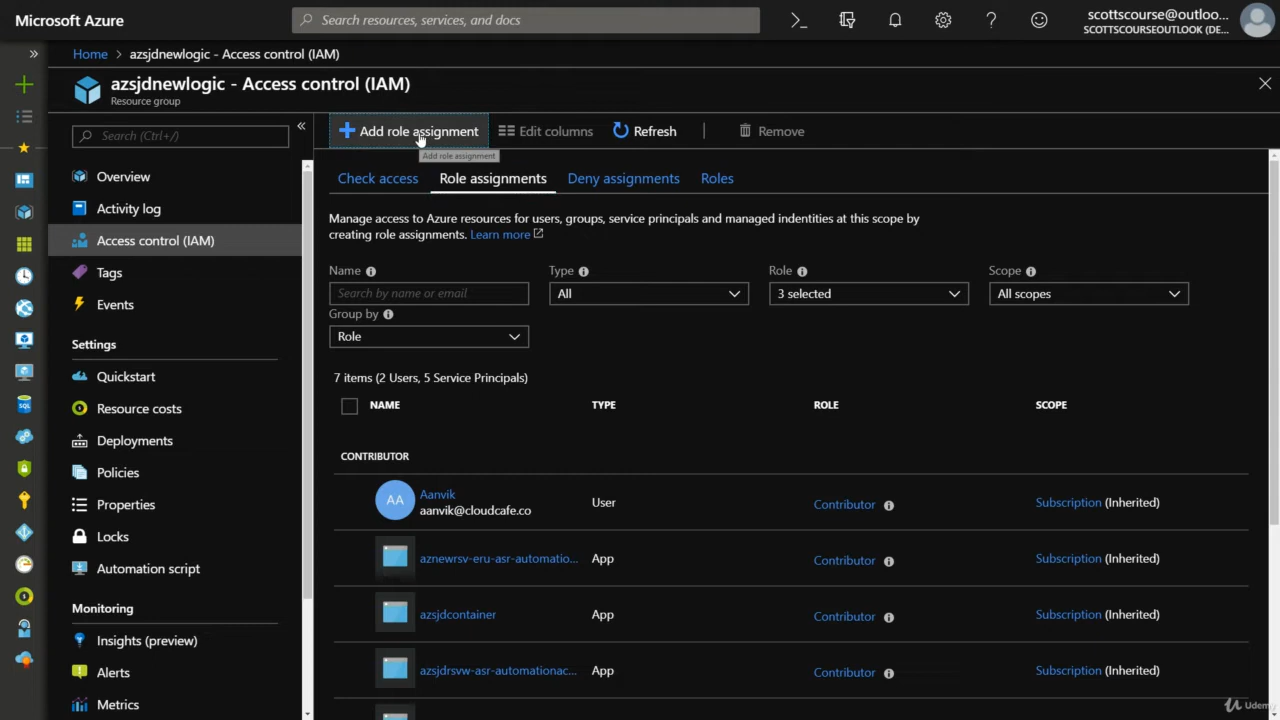 Microsoft Azure
Search resources, services, and docs
scottscourse@outloo...
SCOTTSCOURSEOUTLOOK (DE...
Home > azsjdnewlogic - Access control (IAM)
azsjdnewlogic - Access control (IAM)
Resource group
Search (Ctrl+/)
Overview
Activity log
Access control (IAM)
Tags
Events
Settings
Quickstart
Resource costs
Deployments
Policies
Properties
Locks
Automation script
Monitoring
Insights (preview)
Alerts
Metrics
Add role assignment
Edit columns
Refresh
Remove
Add role assignment
Check access
Role assignments
Deny assignments
Roles
Manage access to Azure resources for users, groups, service principals and managed indentities at this scope by
creating role assignments. Learn more
Name
Type
Role
Scope
Search by name or email
All
3 selected
All scopes
Group by
Role
7 items (2 Users, 5 Service Principals)
NAME TYPE ROLE SCOPE
CONTRIBUTOR
AA
Aanvik
aanvik@cloudcafe.co
User Contributor Subscription (Inherited)
aznewrsv-eru-asr-automatio... App Contributor Subscription (Inherited)
azsjdcontainer App Contributor Subscription (Inherited)
azsjdrsvw-asr-automationac... App Contributor Subscription (Inherited)
SQL
Udemy